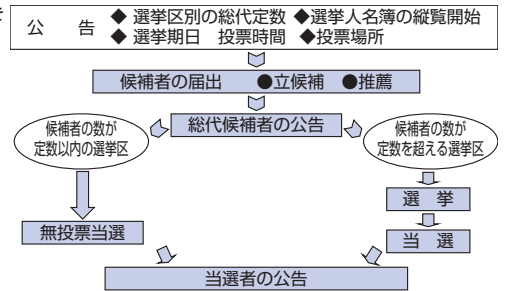 公 告 ◆ 選挙区別の総代定数 ◆選挙人名簿の縦覧開始
◆ 選挙期日 投票時間 ◆投票場所
候補者の届出 ●立候補 ●推薦
総代候補者の公告
候補者の数が
定数以内の選挙区
候補者の数が
定数を超える選挙区
無投票当選
選 挙
当 選
当選者の公告